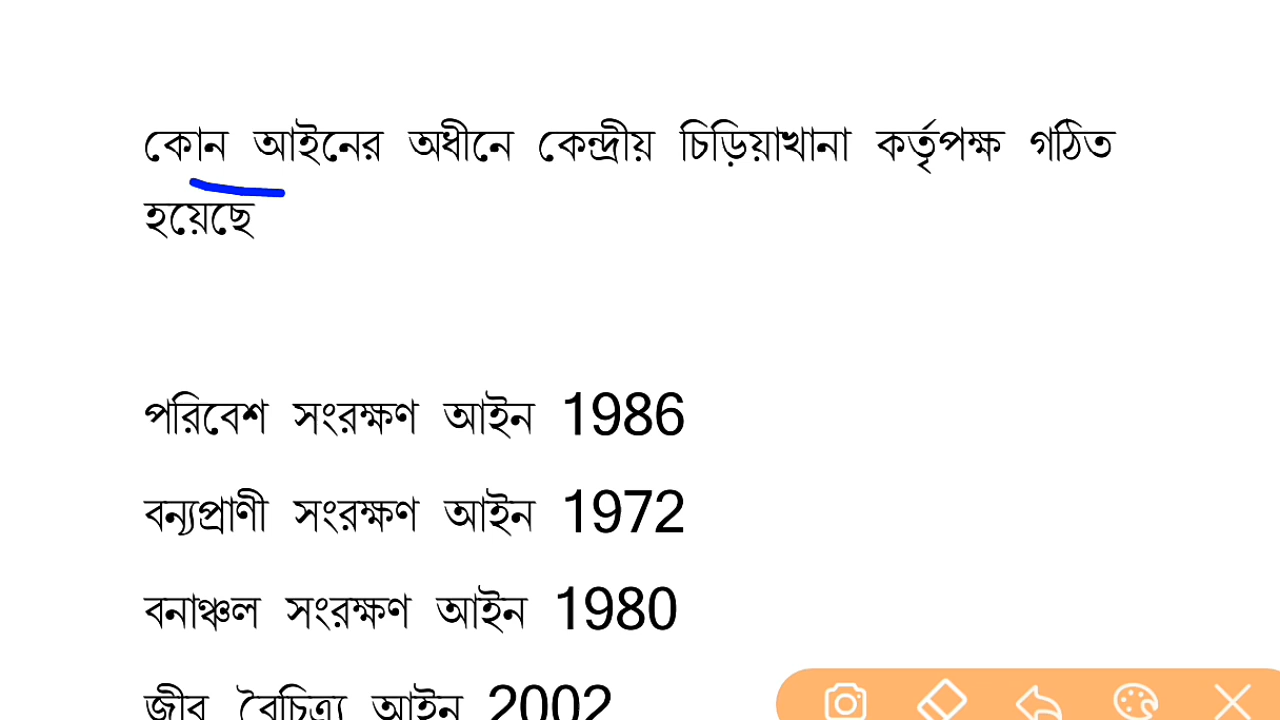 কোন আইনের অধীনে কেন্দ্রীয় চিড়িয়াখানা কর্তৃপক্ষ গঠিত
হয়েছে
পরিবেশ সংরক্ষণ আইন 1986
বন্যপ্রাণী সংরক্ষণ আইন 1972
বনাঞ্চল সংরক্ষণ আইন 1980
জীব বৈচিত্র্য আইন 2002